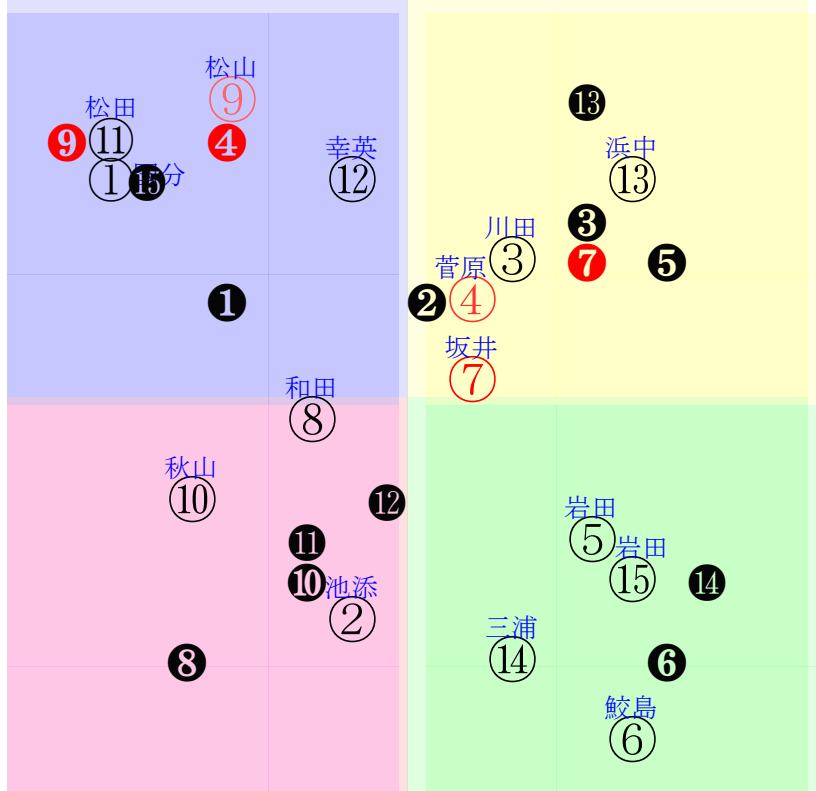 松山
⑨
⓭
松田
⑪
❾
❹
幸英
⑫
浜中
⑬
①
⓯
分
川田
③
❸
❼
❺
菅原
④
❶
❷
坂井
⑦
和田
⑧
秋山
⑩
⓬
岩田
⑤
⓫
岩田
⑮
❿
⓮
池添
②
三浦
⑭
❽
❻
鮫島
⑥